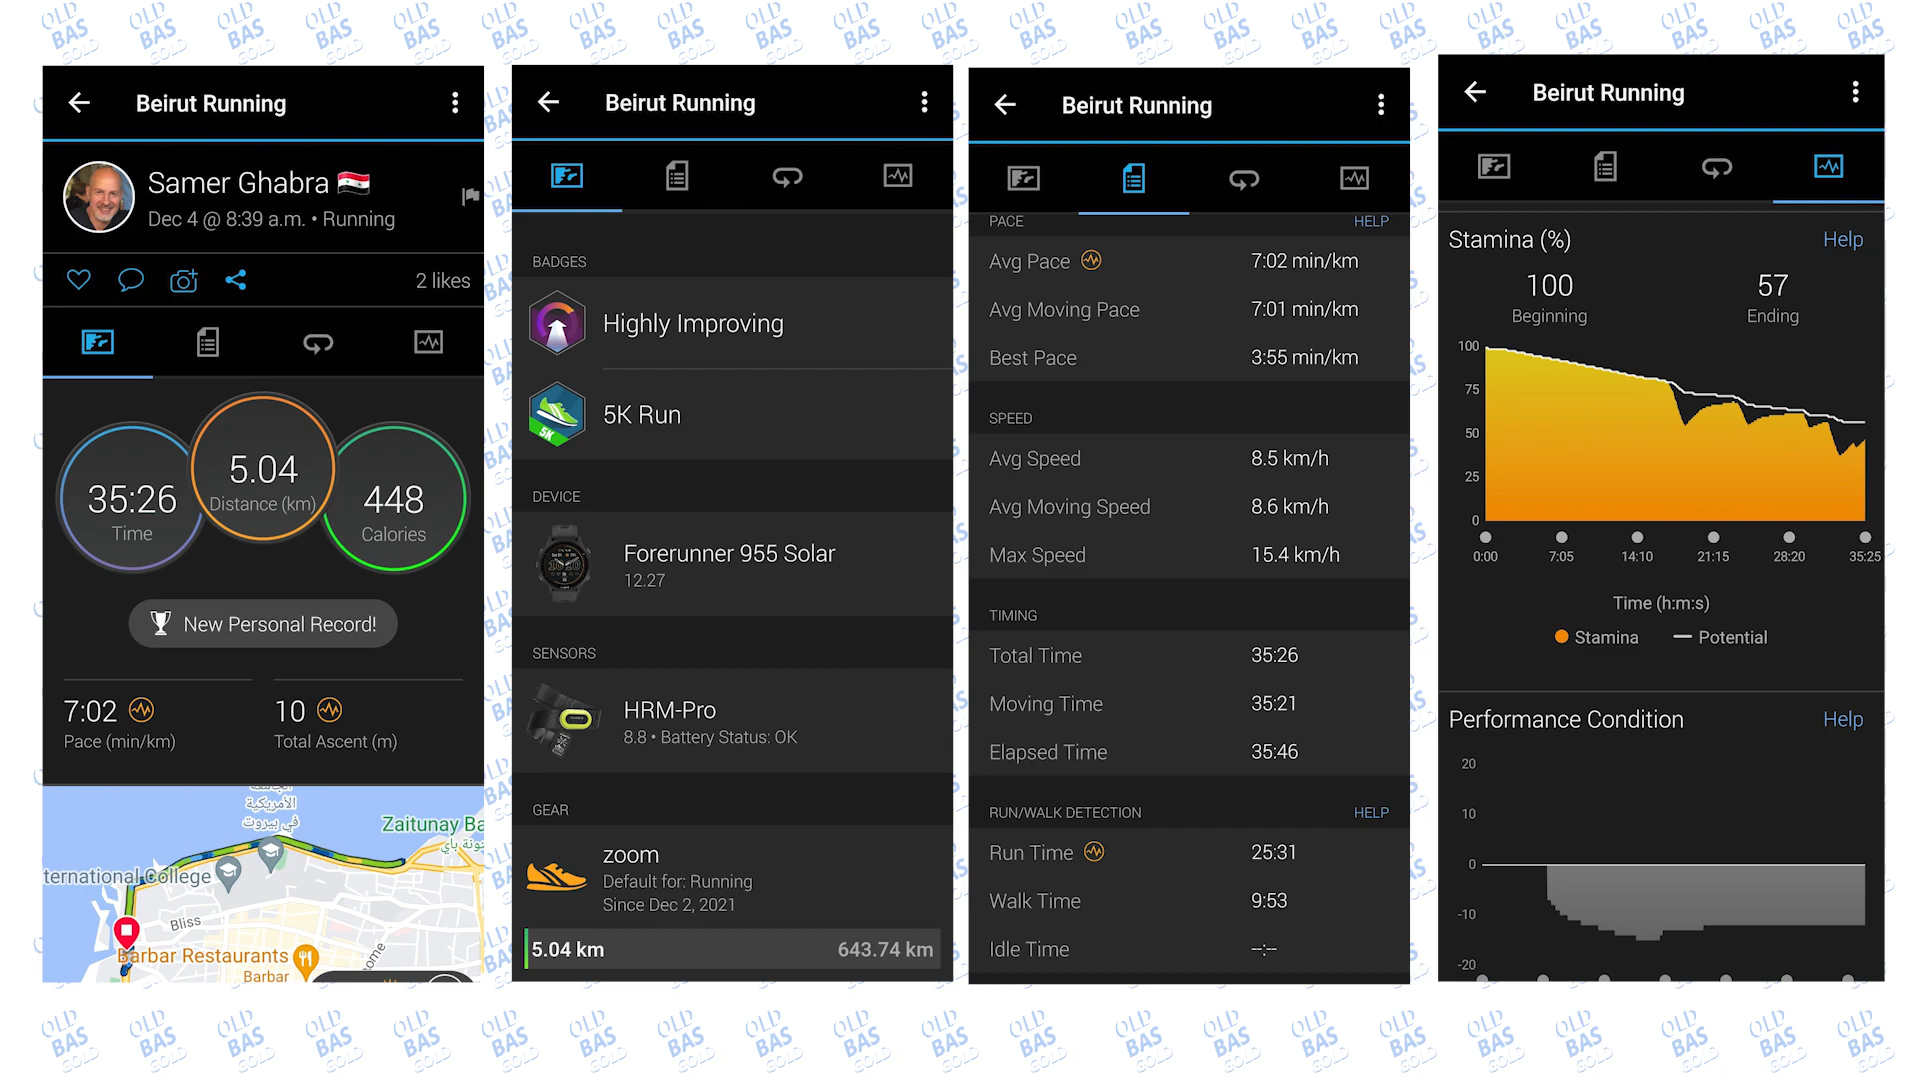 Beirut Running
Samer Ghabra
Dec 4 @ 8:39 a.m. • Running
2 likes
35:26
Time
5.04
Distance (km)
448
Calories
New Personal Record!
7:02
Pace (min/km)
10
Total Ascent (m)
الأمريكية
في بيروت
Zaitunay Ba
ternational College
Bliss
Barbar Restaurants
Barbar
ome
Beirut Running
BADGES
Highly Improving
5K Run
5K
DEVICE
Forerunner 955 Solar
12.27
SENSORS
HRM-Pro
8.8 • Battery Status: OK
GEAR
zoom
Default for: Running
Since Dec 2, 2021
5.04 km 643.74 km
Beirut Running
PACE HELP
Avg Pace 7:02 min/km
Avg Moving Pace 7:01 min/km
Best Pace 3:55 min/km
SPEED
Avg Speed 8.5 km/h
Avg Moving Speed 8.6 km/h
Max Speed 15.4 km/h
TIMING
Total Time 35:26
Moving Time 35:21
Elapsed Time 35:46
RUN/WALK DETECTION HELP
Run Time 25:31
Walk Time 9:53
Idle Time --:--
Beirut Running
Stamina (%) Help
100 57
Beginning Ending
100
75
50
25
0
0:00 7:05 14:10 21:15 28:20 35:25
Time (h:m:s)
Stamina Potential
Performance Condition Help
20
10
0
-10
-20
OLD
BAS
GOLD